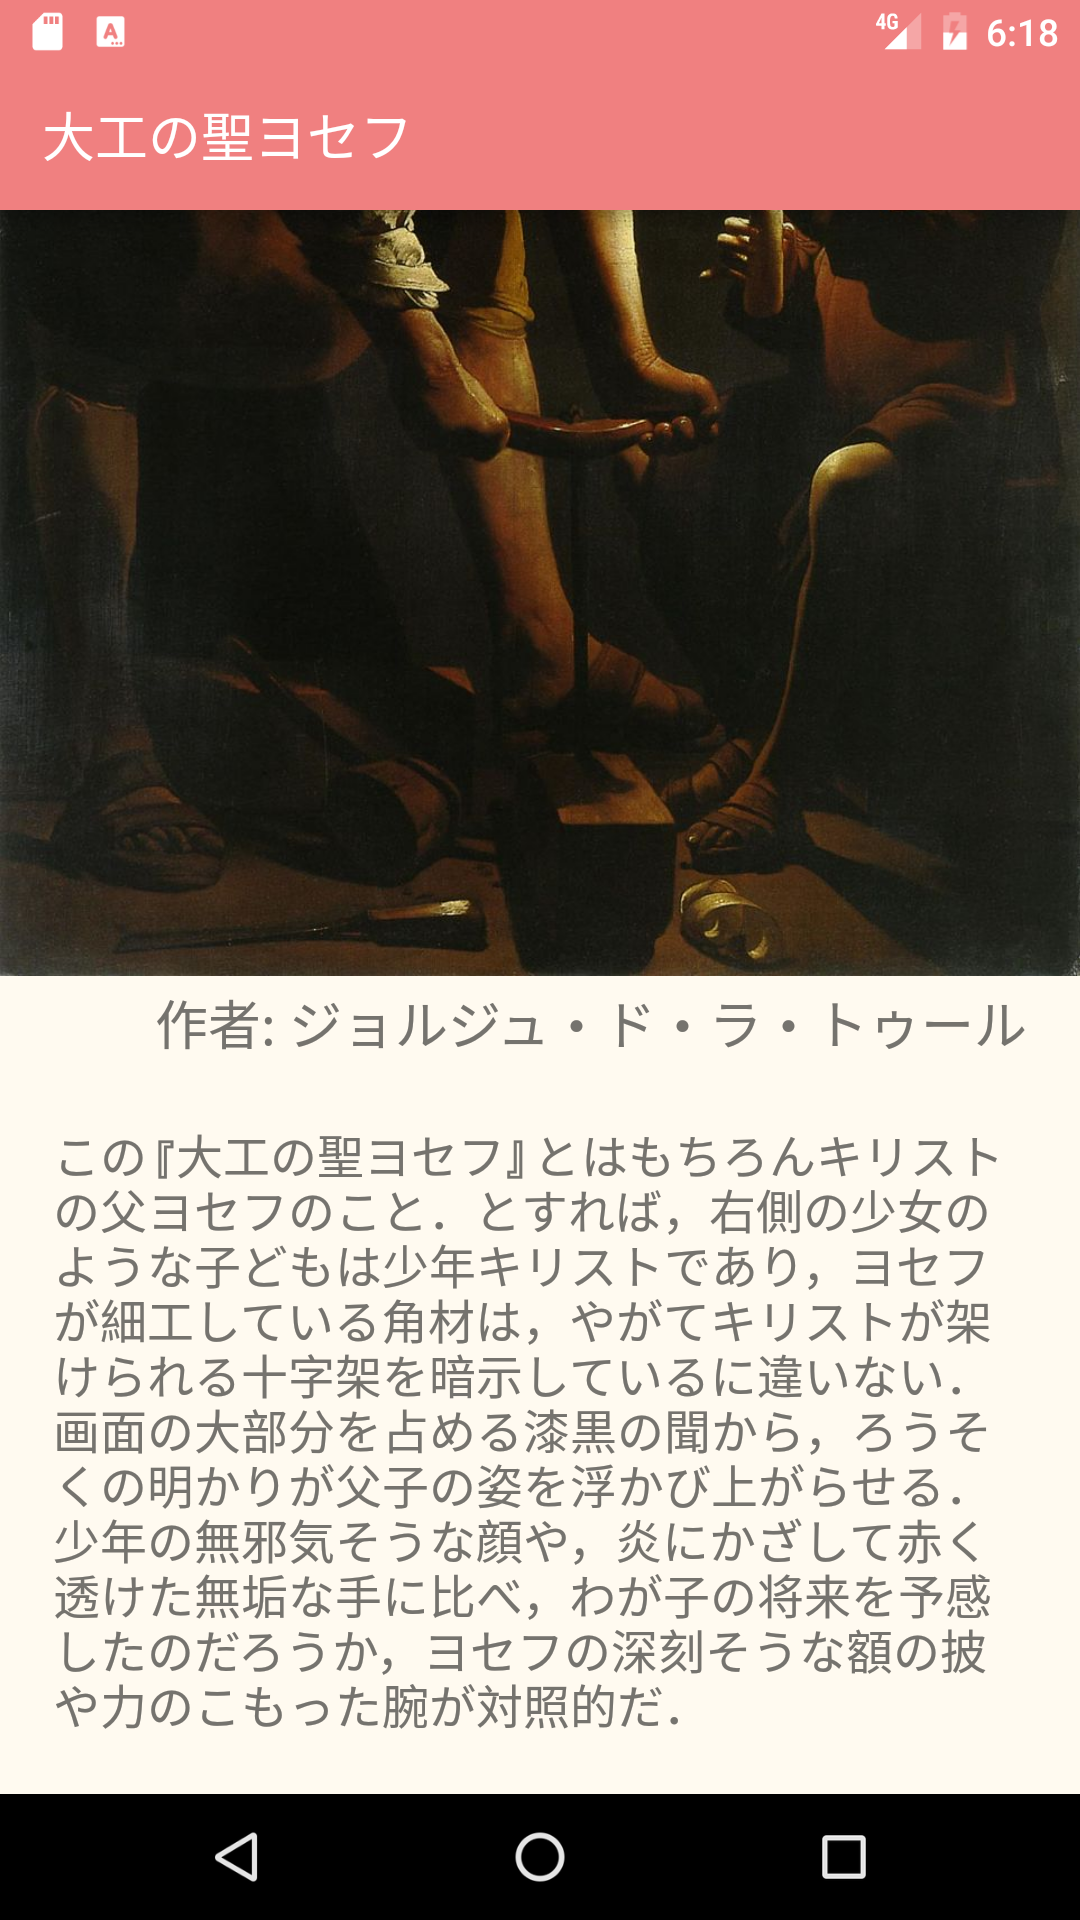 4G 6:18
大工の聖ヨセフ
作者: ジョルジュ・ド・ラ・トゥール
この『大工の聖ヨセフ』とはもちろんキリスト
の父ヨセフのこと．とすれば，右側の少女の
ような子どもは少年キリストであり，ヨセフ
が細工している角材は，やがてキリストが架
けられる十字架を暗示しているに違いない．
画面の大部分を占める漆黒の聞から，ろうそ
くの明かりが父子の姿を浮かび上がらせる．
少年の無邪気そうな顔や，炎にかざして赤く
透けた無垢な手に比べ，わが子の将来を予感
したのだろうか，ヨセフの深刻そうな額の披
や力のこもった腕が対照的だ．